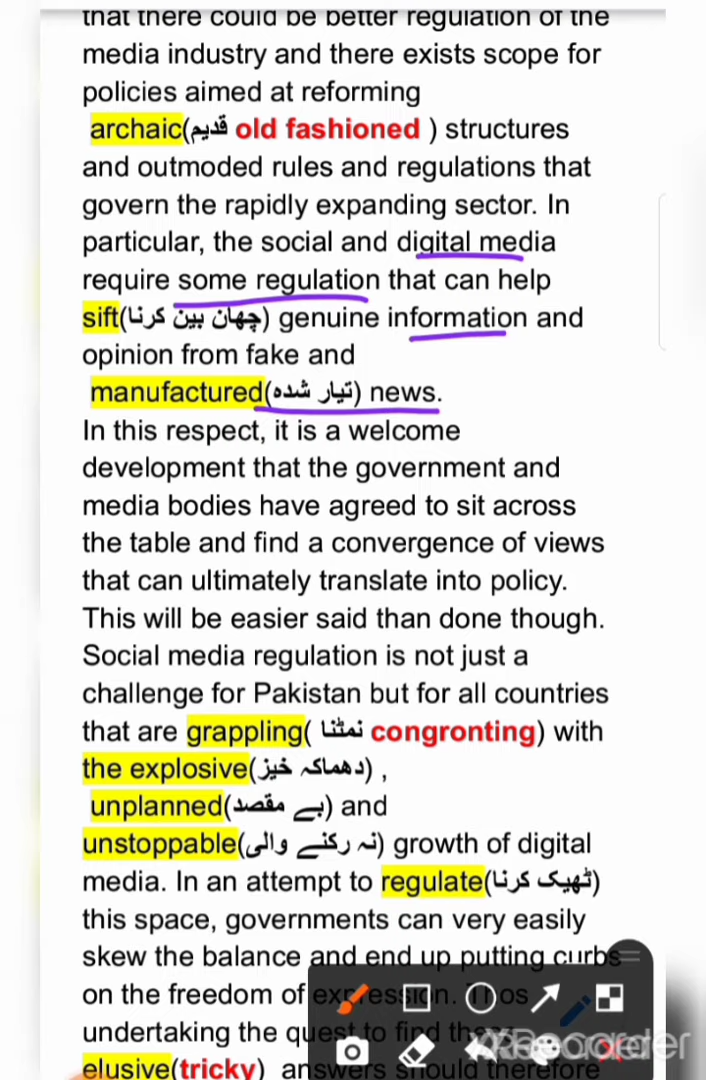 that there could be better regulation of the
media industry and there exists scope for
policies aimed at reforming
archaic(قدیم old fashioned ) structures
and outmoded rules and regulations that
govern the rapidly expanding sector. In
particular, the social and digital media
require some regulation that can help
sift(چھان بین کرنا) genuine information and
opinion from fake and
manufactured(تیار شدہ) news.
In this respect, it is a welcome
development that the government and
media bodies have agreed to sit across
the table and find a convergence of views
that can ultimately translate into policy.
This will be easier said than done though.
Social media regulation is not just a
challenge for Pakistan but for all countries
that are grappling( نمٹنا congronting) with
the explosive(دھماکہ خیز) ,
unplanned(بے مقصد) and
unstoppable(نہ رکنے والی) growth of digital
media. In an attempt to regulate(ٹھیک کرنا)
this space, governments can very easily
skew the balance and end up putting curbs
on the freedom of expression.
undertaking the quest to find
elusive(tricky) answers should therefore